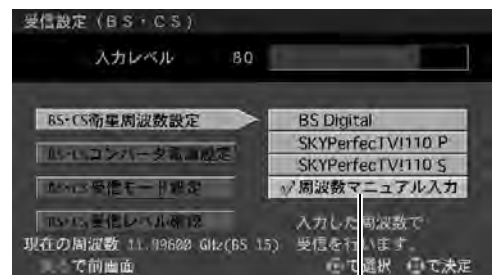 受信設定(BS・CS)
入力レベル 80
BS・CS衛星周波数設定
BS・CSコンバータ電源設定
BS・CS受信モード設定
BS・CS受信レベル確認
BS Digital
SKYPerfecTV!110 P
SKYPerfecTV!110 S
✓周波数マニュアル入力
入力した周波数で
受信を行います。
現在の周波数 11.99600 GHz(BS 15)
戻るで前画面
で選択 で決定